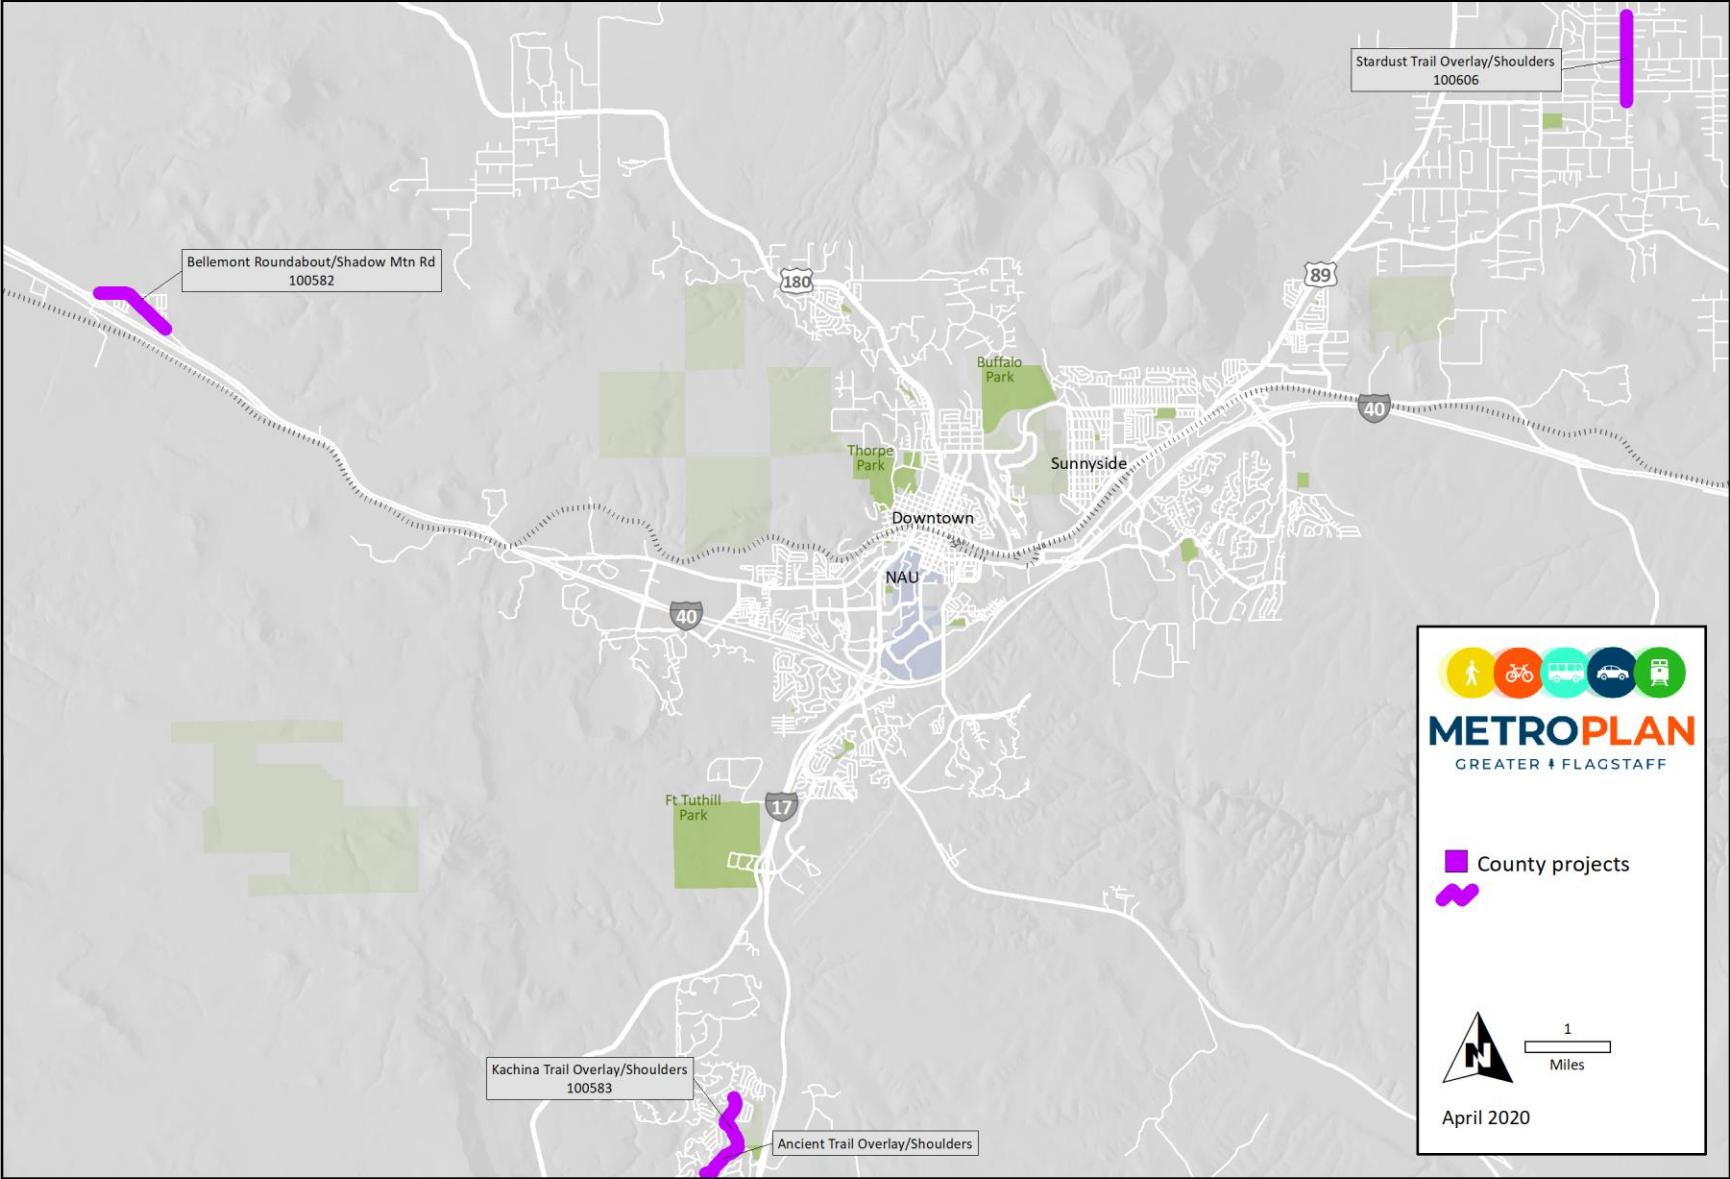 Stardust Trail Overlay/Shoulders
100606
Bellemont Roundabout/Shadow Mtn Rd
100582
180
89
Buffalo
Park
40
Thorpe
Park
Sunnyside
Downtown
NAU
40
Ft Tuthill
Park
17
Kachina Trail Overlay/Shoulders
100583
Ancient Trail Overlay/Shoulders
METROPLAN
GREATER FLAGSTAFF
County projects
N
1
Miles
April 2020